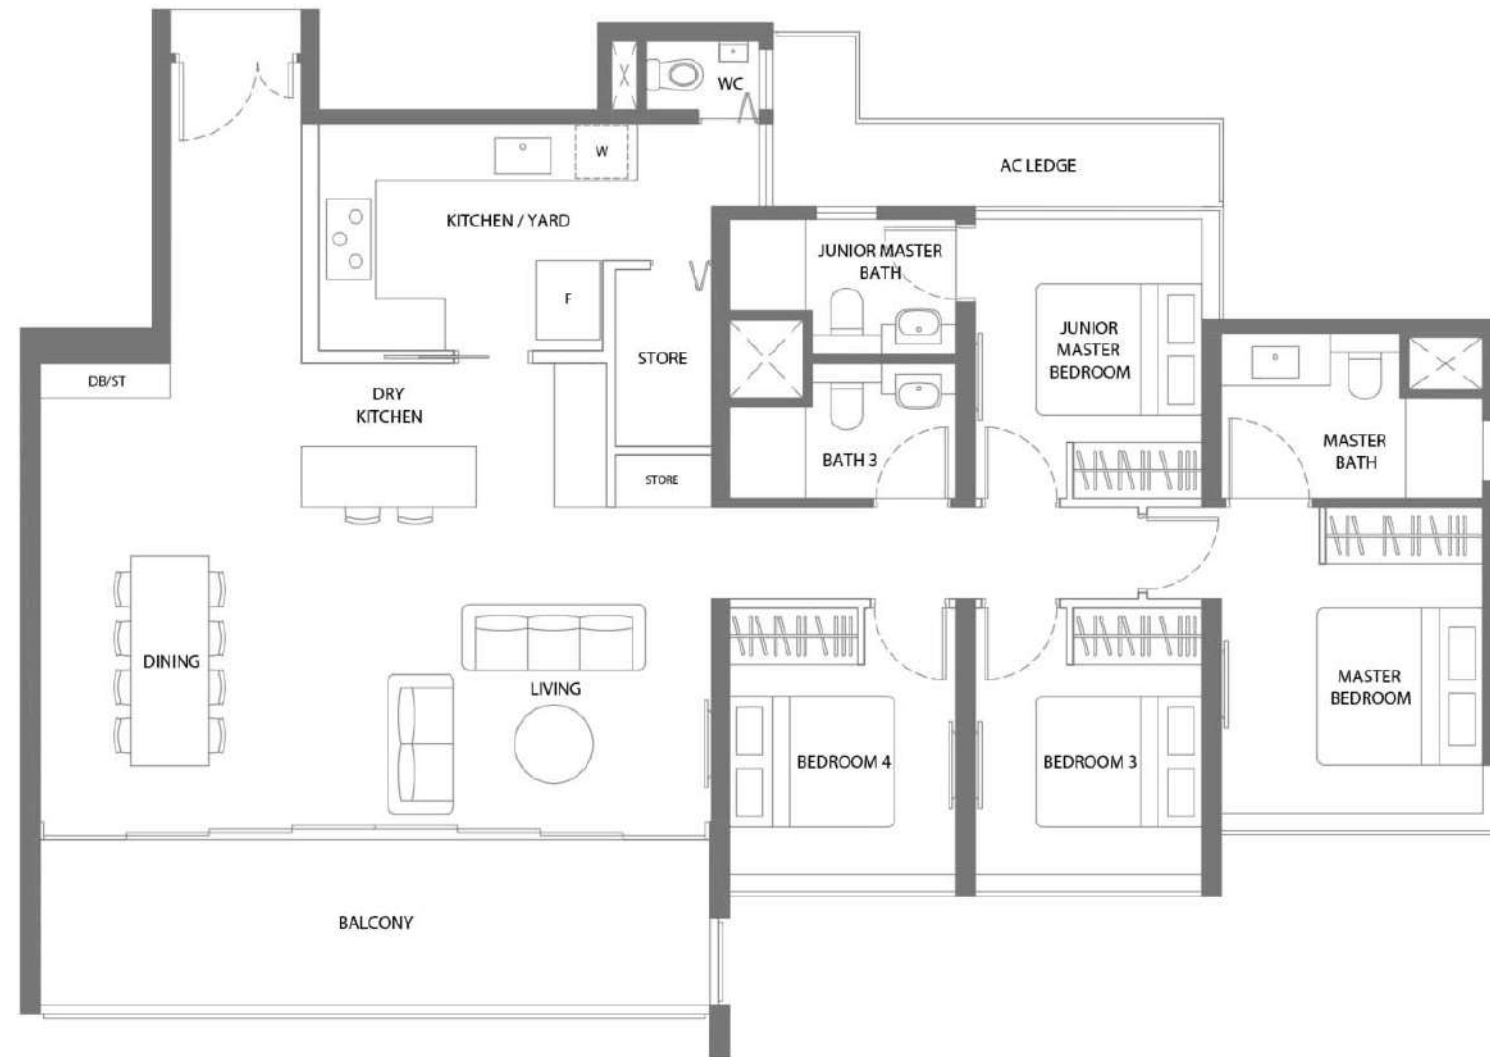 WC
W
AC LEDGE
KITCHEN / YARD
JUNIOR MASTER
BATH
F
JUNIOR
MASTER
BEDROOM
STORE
DB/ST
DRY
KITCHEN
BATH 3
MASTER
BATH
STORE
DINING
LIVING
MASTER
BEDROOM
BEDROOM 4
BEDROOM 3
BALCONY